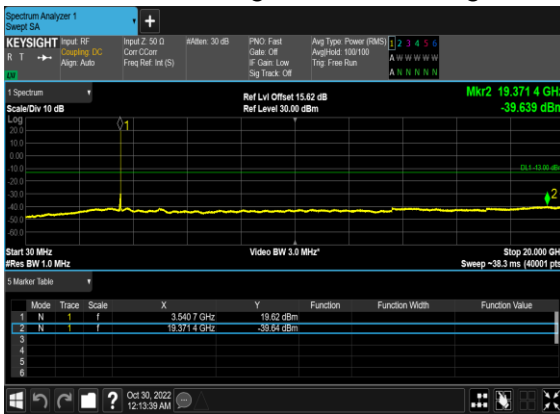 Spectrum Analyzer 1
Swept SA
KEYSIGHT Input: RF Input Z: 50 Ω #Atten: 30 dB PNO: Fast Avg Type: Power (RMS) 1 2 3 4 5 6
R T Coupling: DC Corr CCorr Gate: Off Avg|Hold: 100/100 A W W W W W
Align: Auto Freq Ref: Int (S) IF Gain: Low Trig: Free Run
LV Sig Track: Off A N N N N N
1 Spectrum Ref Lvl Offset 15.62 dB Mkr2 19.371 4 GHz
Scale/Div 10 dB Ref Level 30.00 dBm -39.639 dBm
Log
20.0
10.0
0.00
-10.0
-20.0
-30.0
-40.0
-50.0
-60.0
1
DL1 -13.00 dBm
2
Start 30 MHz Video BW 3.0 MHz* Stop 20.000 GH
#Res BW 1.0 MHz Sweep ~38.3 ms (40001 pts
5 Marker Table
Mode Trace Scale X Y Function Function Width Function Value
1 N 1 f 3.540 7 GHz 19.62 dBm
2 N 1 f 19.371 4 GHz -39.64 dBm
3
4
5
6
? Oct 30, 2022
12:13:39 AM